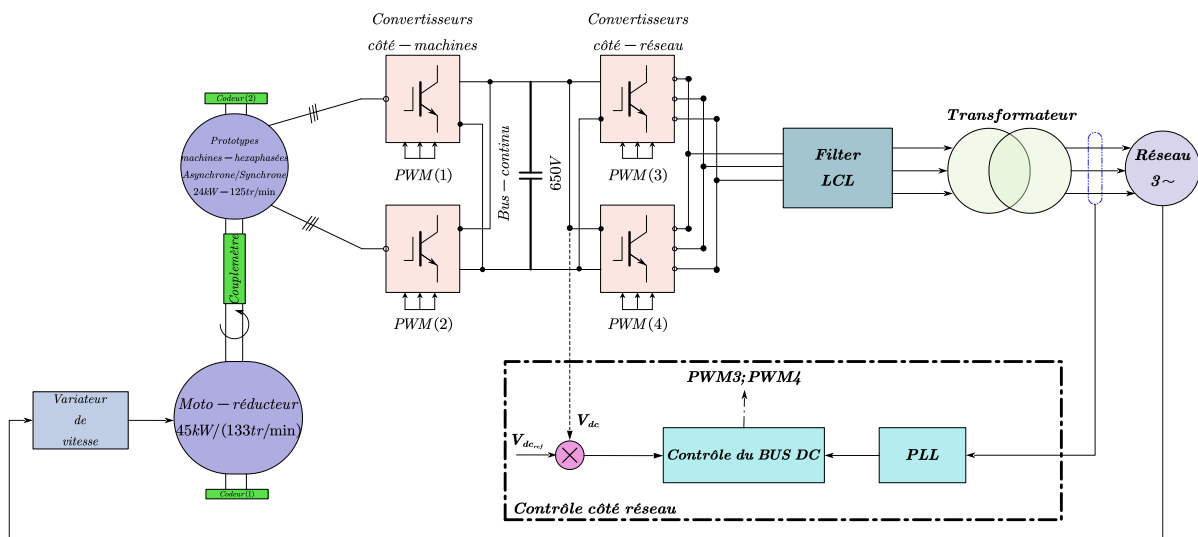 Convertisseurs
côté-machines
Convertisseurs
côté-réseau
Codeur(2)
Prototypes
machines-hexaphasées
Asynchrone/Synchrone
24kW-125tr/min
PWM(1)
PWM(3)
Bus-continu
650V
Filter
LCL
Transformateur
Réseau
3~
Couplemètre
PWM(2)
PWM(4)
Variateur
de
vitesse
Moto-réducteur
45kW/(133tr/min)
Codeur(1)
PWM3;PWM4
V_dc
V_dc_ref
Contrôle du BUS DC
PLL
Contrôle côté réseau